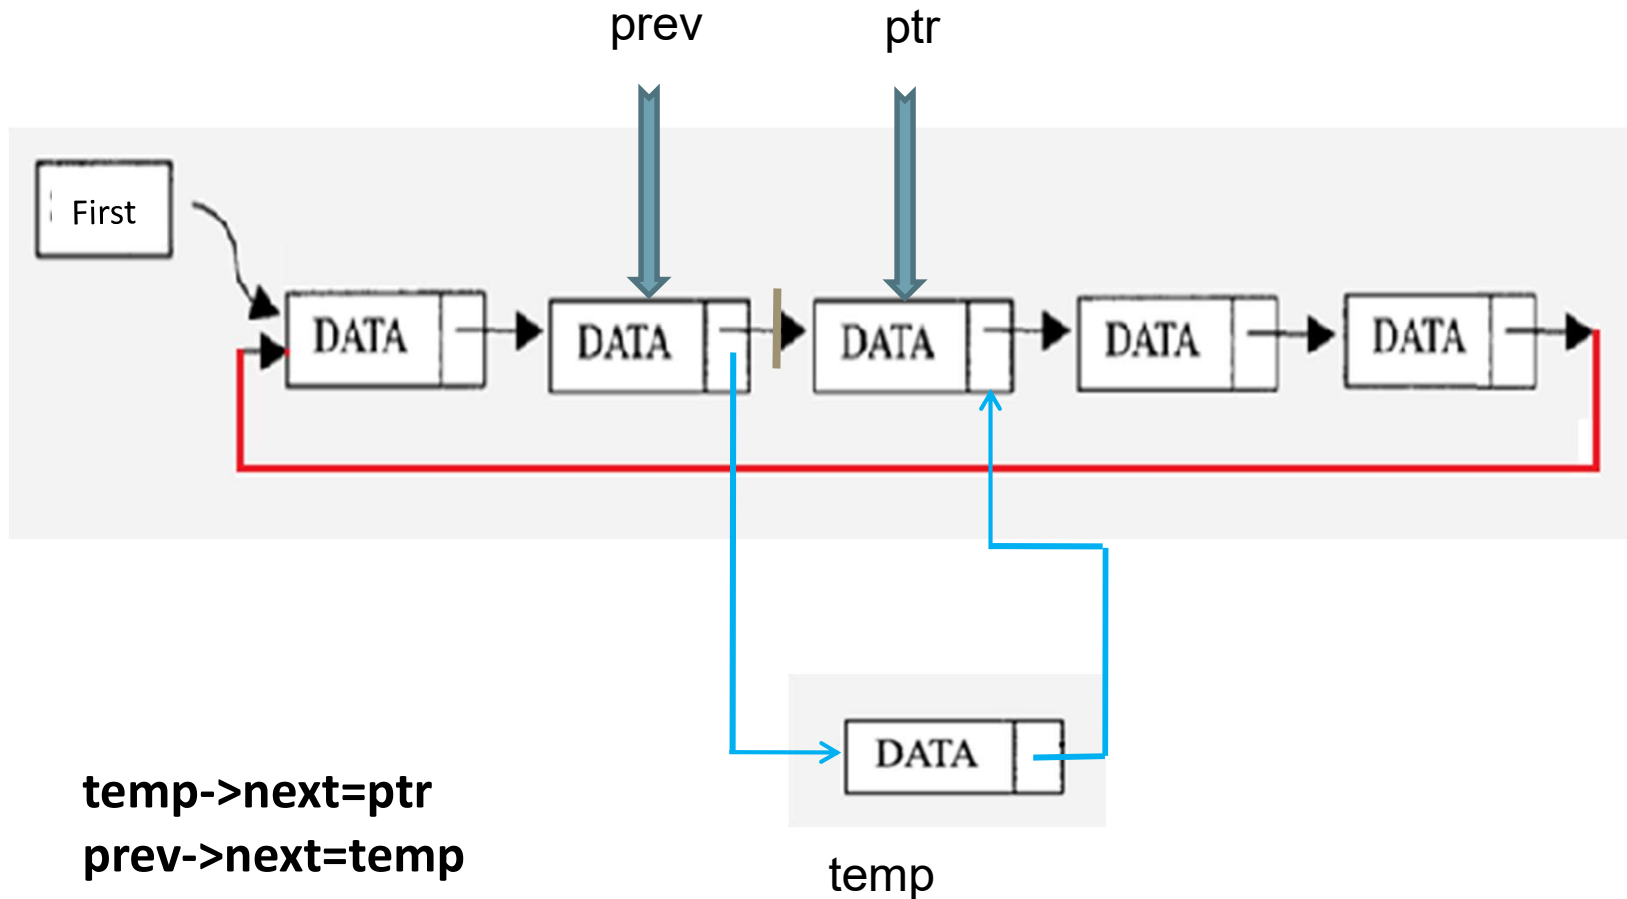 prev
ptr
First
DATA
DATA
DATA
DATA
DATA
DATA
temp->next=ptr
prev->next=temp
temp